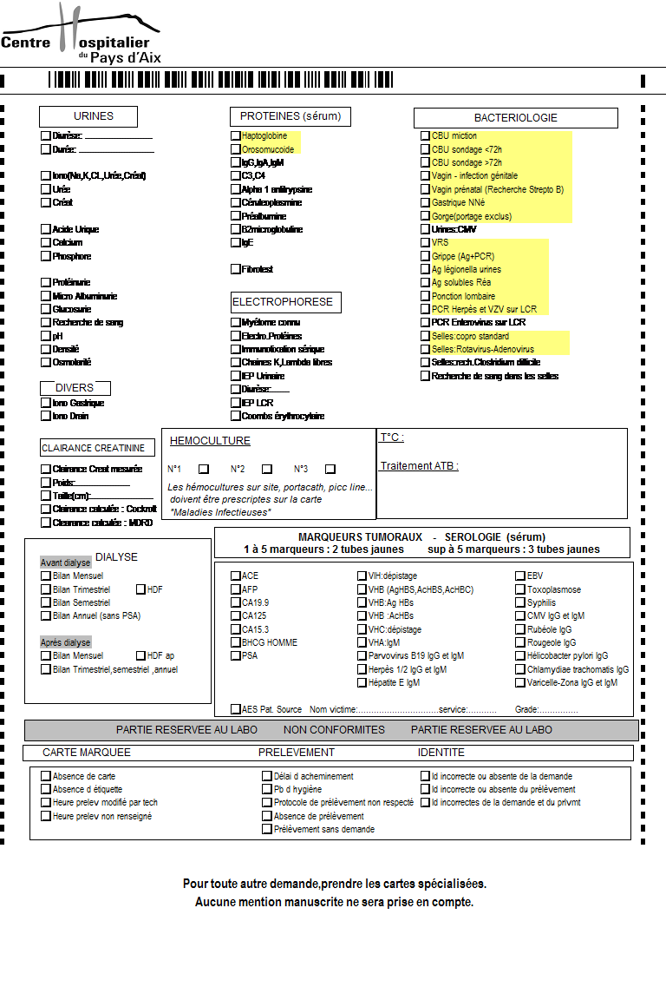 Centre Hospitalier
du Pays d'Aix
URINES
Diurèse:
Durée:
Iono(Na,K,CL,Urée,Créat)
Urée
Créat
Acide Urique
Calcium
Phosphore
Protéinurie
Micro Albuminurie
Glucosurie
Recherche de sang
pH
Densité
Osmolarité
DIVERS
Iono Gastrique
Iono Drain
CLAIRANCE CREATININE
Clairance Creat mesurée
Poids:
Taille(cm):
Clairance calculée : Cockroft
Clearance calculée : MDRD
PROTEINES (sérum)
Haptoglobine
Orosomucoide
IgG,IgA,IgM
C3,C4
Alpha 1 antitrypsine
Céruleoplasmine
Préalbumine
B2microglobuline
IgE
Fibrotest
ELECTROPHORESE
Myélome connu
Electro.Protéines
Immunofixation sérique
Chaines K,Lambda libres
IEP Urinaire
Diurèse:
IEP LCR
Coombs érythrocytaire
BACTERIOLOGIE
CBU miction
CBU sondage <72h
CBU sondage >72h
Vagin - infection génitale
Vagin prénatal (Recherche Strepto B)
Gastrique NNé
Gorge(portage exclus)
Urines:CMV
VRS
Grippe (Ag+PCR)
Ag légionella urines
Ag solubles Réa
Ponction lombaire
PCR Herpès et VZV sur LCR
PCR Enterovirus sur LCR
Selles:copro standard
Selles:Rotavirus-Adenovirus
Selles:rech.Clostridium difficile
Recherche de sang dans les selles
HEMOCULTURE
N°1 N°2 N°3
Les hémocultures sur site, portacath, picc line...
doivent être prescriptes sur la carte
"Maladies Infectieuses"
T°C :
Traitement ATB :
MARQUEURS TUMORAUX - SEROLOGIE (sérum)
1 à 5 marqueurs : 2 tubes jaunes sup à 5 marqueurs : 3 tubes jaunes
DIALYSE
Avant dialyse
Bilan Mensuel
Bilan Trimestriel HDF
Bilan Semestriel
Bilan Annuel (sans PSA)
Après dialyse
Bilan Mensuel HDF ap
Bilan Trimestriel,semestriel ,annuel
ACE
AFP
CA19.9
CA125
CA15.3
BHCG HOMME
PSA
VIH:dépistage
VHB (AgHBS,AcHBS,AcHBC)
VHB:Ag HBs
VHB :AcHBs
VHC:dépistage
VHA:IgM
Parvovirus B19 IgG et IgM
Herpès 1/2 IgG et IgM
Hépatite E IgM
EBV
Toxoplasmose
Syphilis
CMV IgG et IgM
Rubéole IgG
Rougeole IgG
Hélicobacter pylori IgG
Chlamydiae trachomatis IgG
Varicelle-Zona IgG et IgM
AES Pat. Source Nom victime:...............................service:........... Grade:...............
PARTIE RESERVEE AU LABO NON CONFORMITES PARTIE RESERVEE AU LABO
CARTE MARQUEE PRELEVEMENT IDENTITE
Absence de carte
Absence d étiquette
Heure prelev modifié par tech
Heure prelev non renseigné
Délai d acheminement
Pb d hygiène
Protocole de prélèvement non respecté
Absence de prélèvement
Prélèvement sans demande
Id incorrecte ou absente de la demande
Id incorrecte ou absente du prélèvement
Id incorrectes de la demande et du prlvmt
Pour toute autre demande,prendre les cartes spécialisées.
Aucune mention manuscrite ne sera prise en compte.